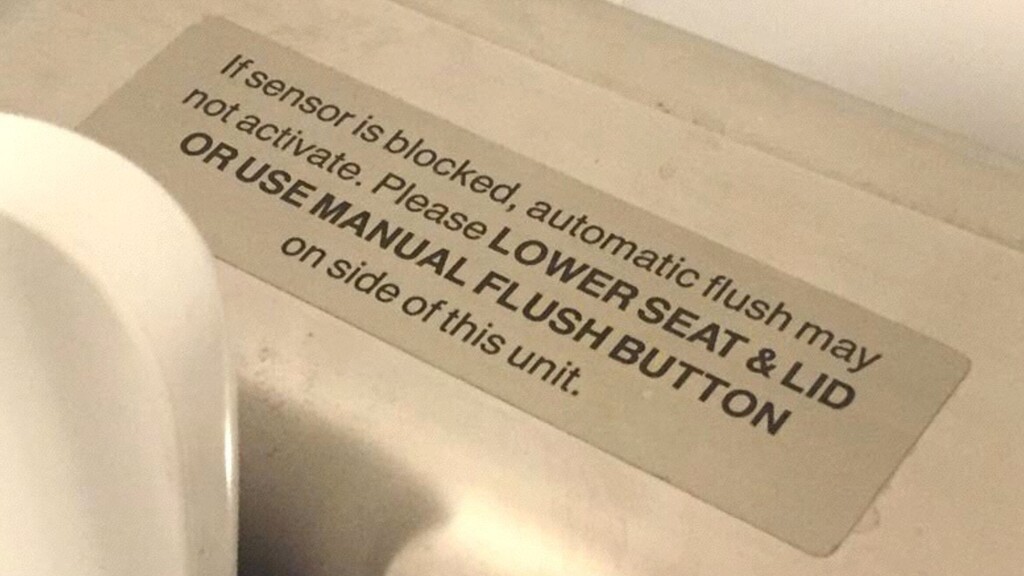 If sensor is blocked, automatic flush may
not activate. Please LOWER SEAT & LID
OR USE MANUAL FLUSH BUTTON
on side of this unit.